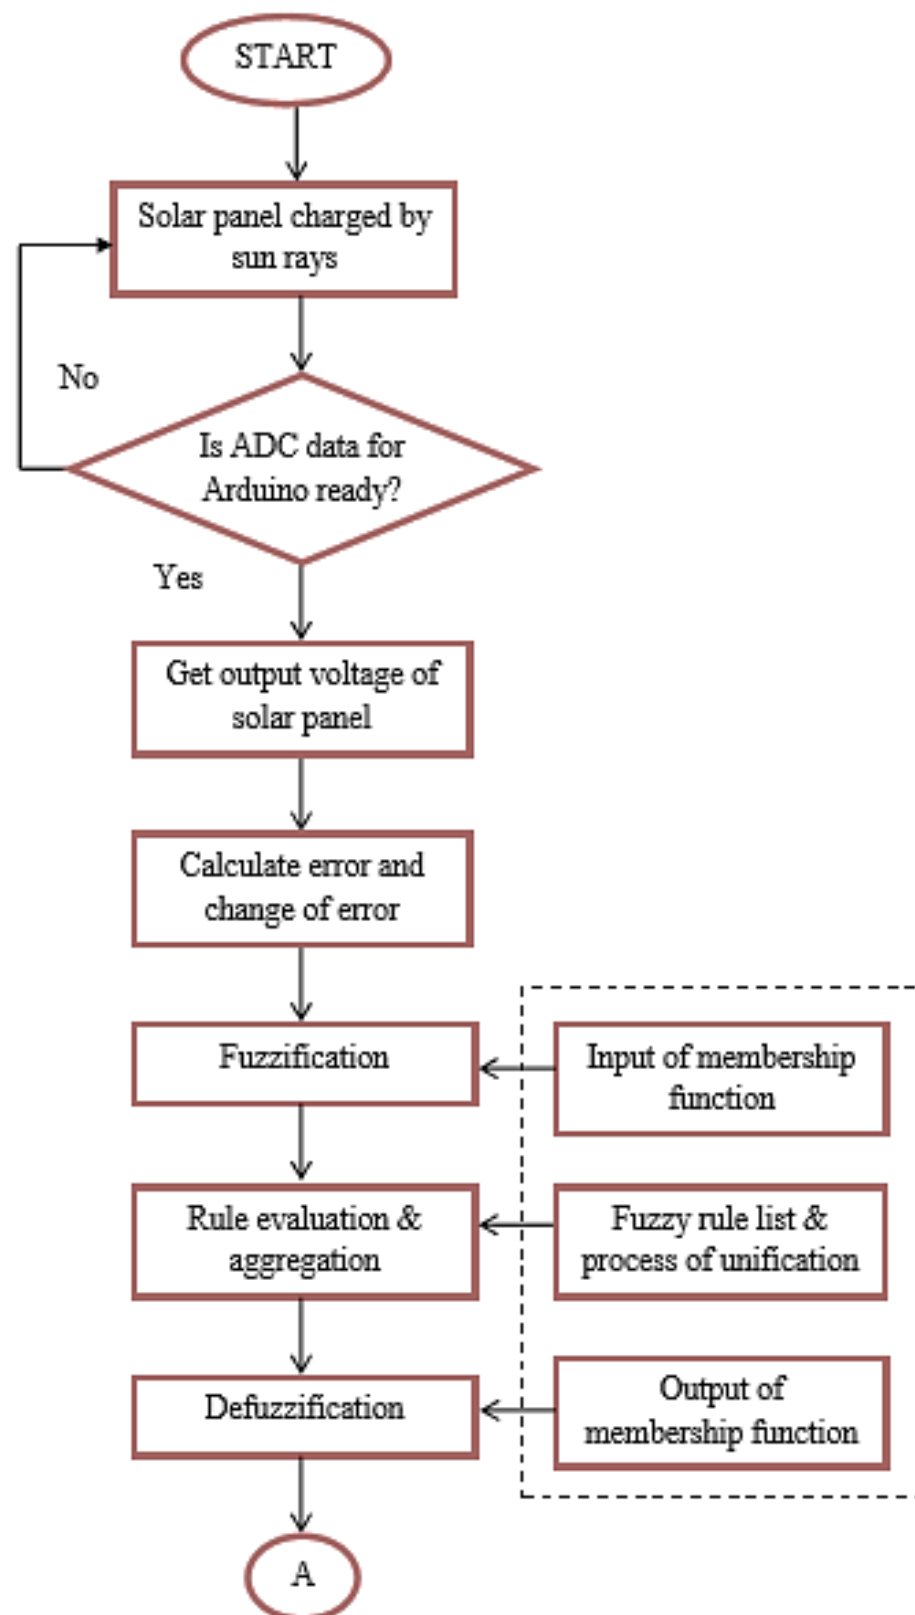 START
Solar panel charged by
sun rays
No
Is ADC data for
Arduino ready?
Yes
Get output voltage of
solar panel
Calculate error and
change of error
Fuzzification
Input of membership
function
Rule evaluation &
aggregation
Fuzzy rule list &
process of unification
Defuzzification
Output of
membership function
A